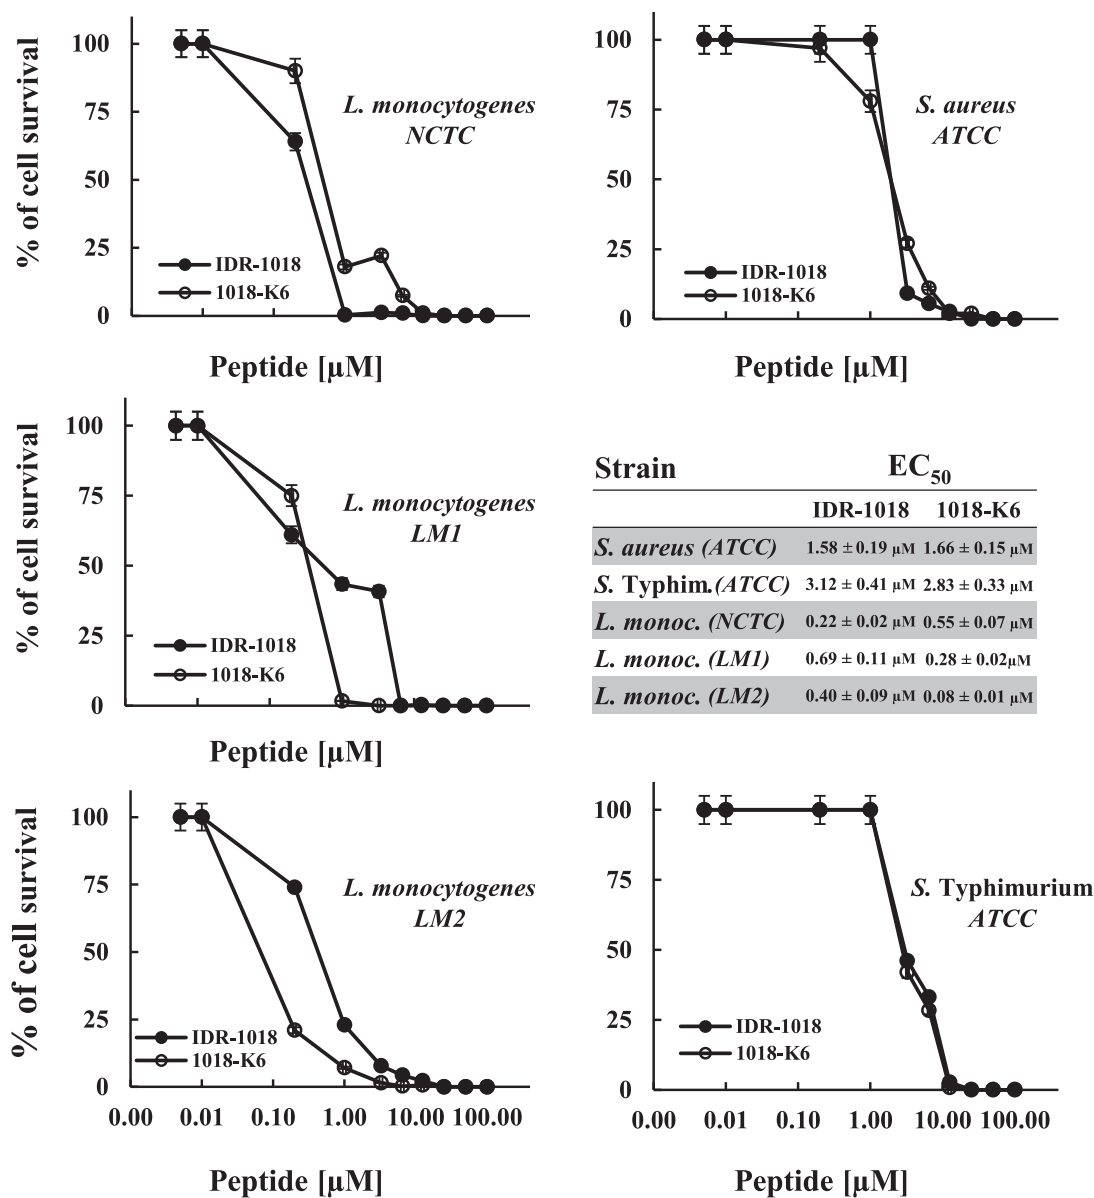 100
75
50
25
0
% of cell survival
L. monocytogenes
NCTC
IDR-1018
1018-K6
Peptide [µM]
100
75
50
25
0
S. aureus
ATCC
IDR-1018
1018-K6
Peptide [µM]
100
75
50
25
0
% of cell survival
L. monocytogenes
LM1
IDR-1018
1018-K6
Peptide [µM]
Strain EC50
IDR-1018 1018-K6
S. aureus (ATCC) 1.58 ± 0.19 µM 1.66 ± 0.15 µM
S. Typhim.(ATCC) 3.12 ± 0.41 µM 2.83 ± 0.33 µM
L. monoc. (NCTC) 0.22 ± 0.02 µM 0.55 ± 0.07 µM
L. monoc. (LM1) 0.69 ± 0.11 µM 0.28 ± 0.02µM
L. monoc. (LM2) 0.40 ± 0.09 µM 0.08 ± 0.01 µM
100
75
50
25
0
% of cell survival
L. monocytogenes
LM2
IDR-1018
1018-K6
0.00 0.01 0.10 1.00 10.00 100.00
Peptide [µM]
100
75
50
25
0
S. Typhimurium
ATCC
IDR-1018
1018-K6
0.00 0.01 0.10 1.00 10.00 100.00
Peptide [µM]